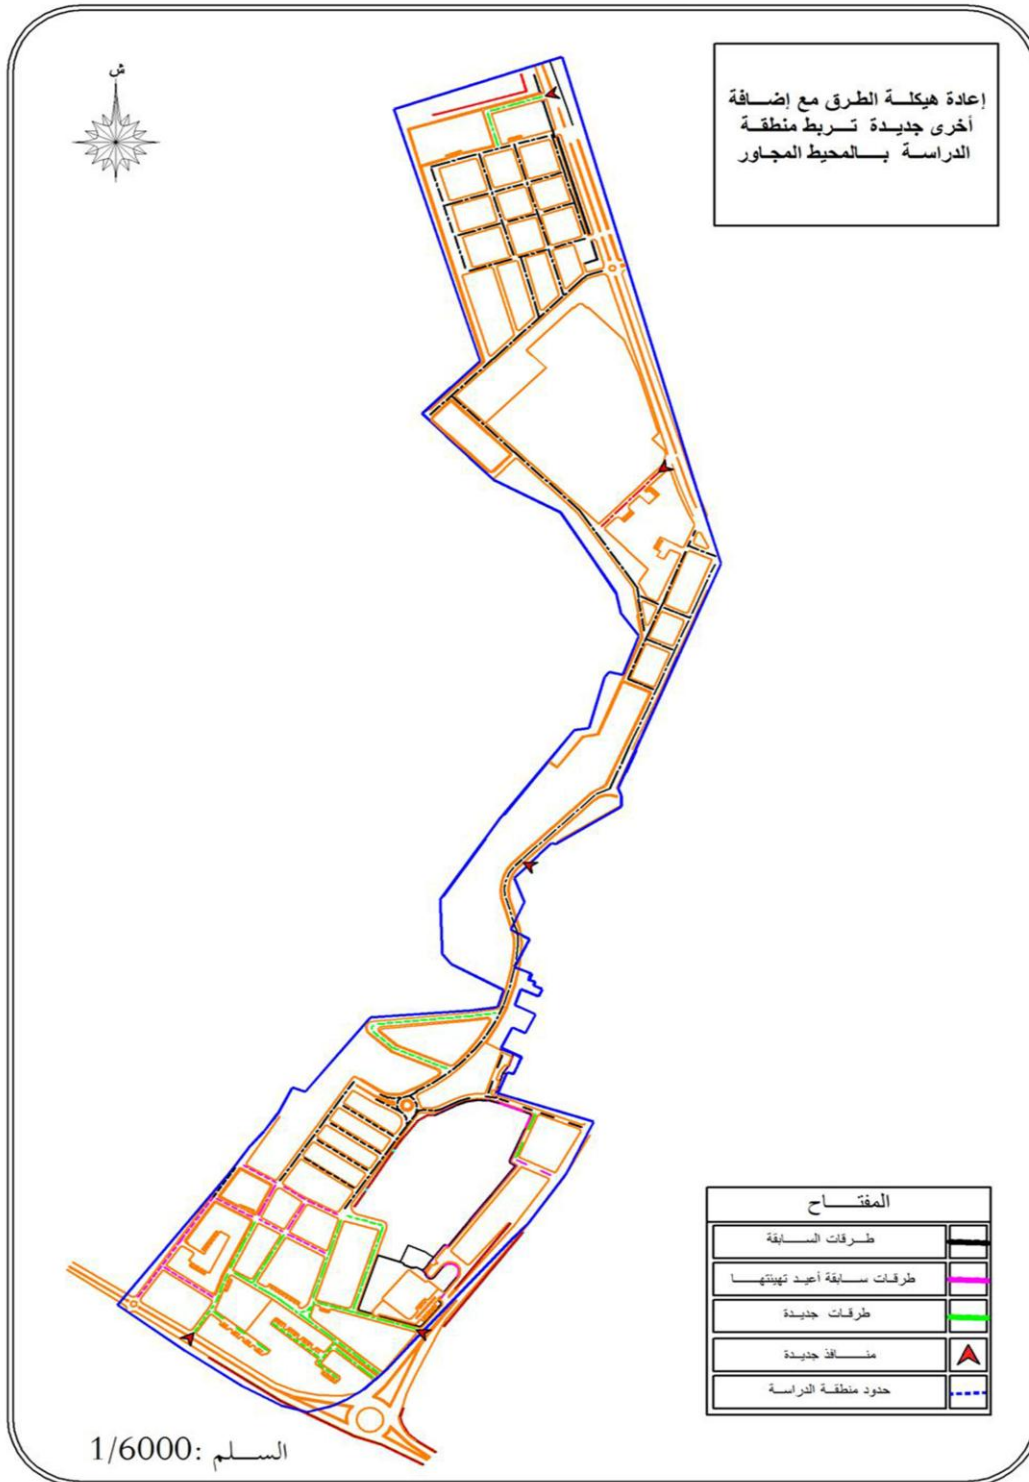 ش
إعادة هيكلة الطرق مع إضافة
أخرى جديدة تربط منطقة
الدراسة بالمحيط المجاور
المفتاح
طرقات السابقة
طرقات سابقة أعيد تهيئتها
طرقات جديدة
منافذ جديدة
حدود منطقة الدراسة
السلم :1/6000